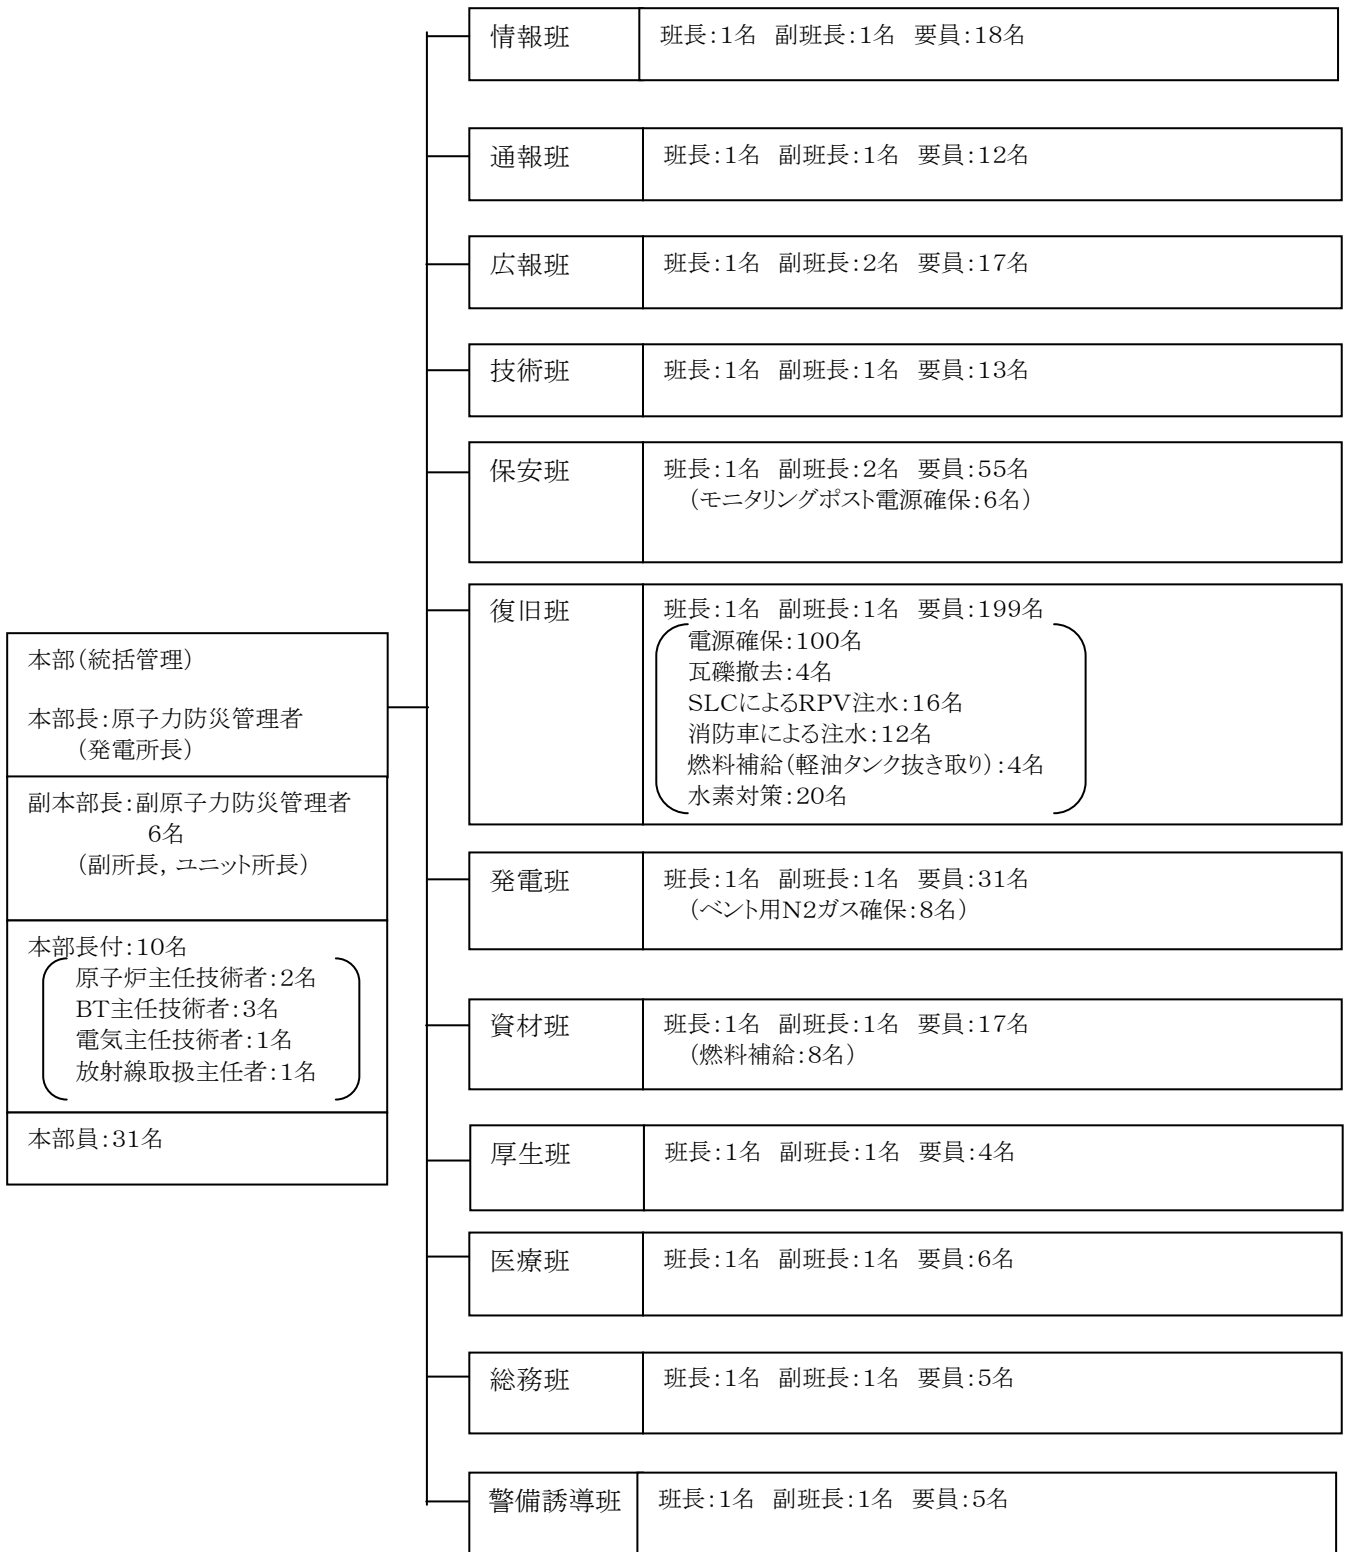 情報班 班長:1名 副班長:1名 要員:18名
通報班 班長:1名 副班長:1名 要員:12名
広報班 班長:1名 副班長:2名 要員:17名
技術班 班長:1名 副班長:1名 要員:13名
保安班 班長:1名 副班長:2名 要員:55名
(モニタリングポスト電源確保:6名)
復旧班 班長:1名 副班長:1名 要員:199名
電源確保:100名
瓦礫撤去:4名
SLCによるRPV注水:16名
消防車による注水:12名
燃料補給(軽油タンク抜き取り):4名
水素対策:20名
発電班 班長:1名 副班長:1名 要員:31名
(ベント用N2ガス確保:8名)
資材班 班長:1名 副班長:1名 要員:17名
(燃料補給:8名)
厚生班 班長:1名 副班長:1名 要員:4名
医療班 班長:1名 副班長:1名 要員:6名
総務班 班長:1名 副班長:1名 要員:5名
警備誘導班 班長:1名 副班長:1名 要員:5名
本部(統括管理)
本部長:原子力防災管理者
(発電所長)
副本部長:副原子力防災管理者
6名
(副所長, ユニット所長)
本部長付:10名
原子炉主任技術者:2名
BT主任技術者:3名
電気主任技術者:1名
放射線取扱主任者:1名
本部員:31名